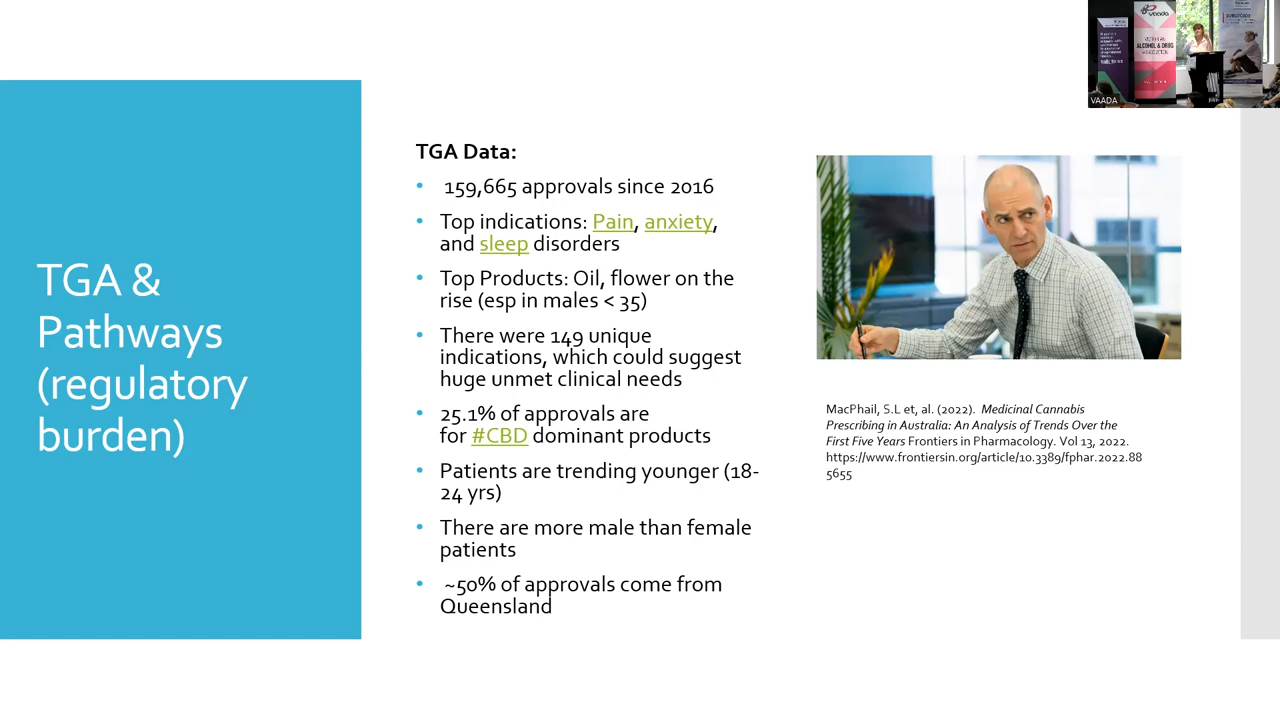 TGA &
Pathways
(regulatory
burden)
TGA Data:
• 159,665 approvals since 2016
• Top indications: Pain, anxiety,
and sleep disorders
• Top Products: Oil, flower on the
rise (esp in males < 35)
• There were 149 unique
indications, which could suggest
huge unmet clinical needs
• 25.1% of approvals are
for #CBD dominant products
• Patients are trending younger (18-
24 yrs)
• There are more male than female
patients
• ~50% of approvals come from
Queensland
MacPhail, S.L et, al. (2022). Medicinal Cannabis
Prescribing in Australia: An Analysis of Trends Over the
First Five Years Frontiers in Pharmacology. Vol 13, 2022.
https://www.frontiersin.org/article/10.3389/fphar.2022.88
5655
vaada
ALCOHOL & DRUG
VAADA